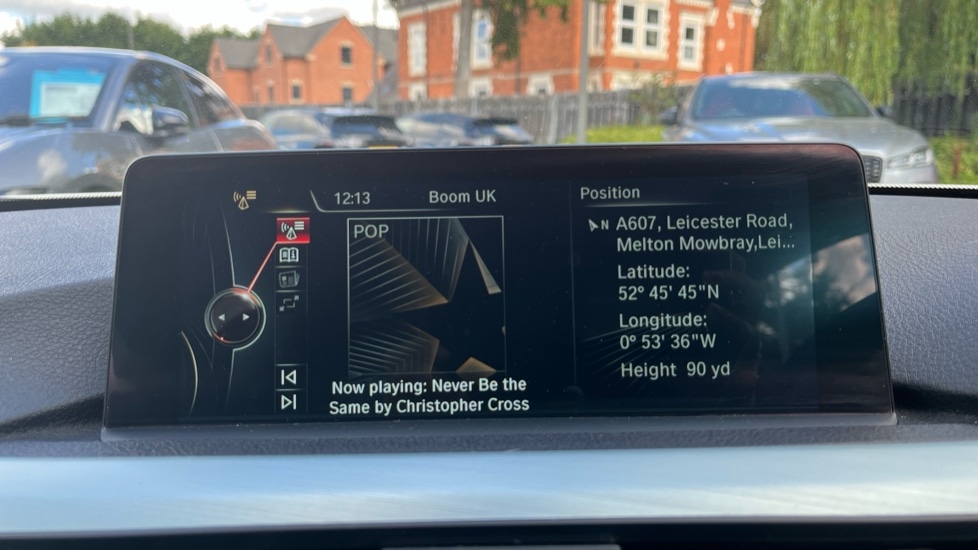 12:13
Boom UK
Position
POP
N
A607, Leicester Road,
Melton Mowbray,Lei...
Latitude:
52° 45' 45"N
Longitude:
0° 53' 36"W
Height 90 yd
Now playing: Never Be the
Same by Christopher Cross